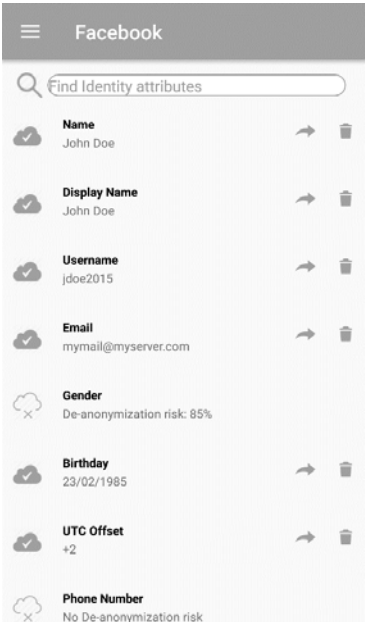 Facebook
Find Identity attributes
Name
John Doe
Display Name
John Doe
Username
jdoe2015
Email
mymail@myserver.com
Gender
De-anonymization risk: 85%
Birthday
23/02/1985
UTC Offset
+2
Phone Number
No De-anonymization risk